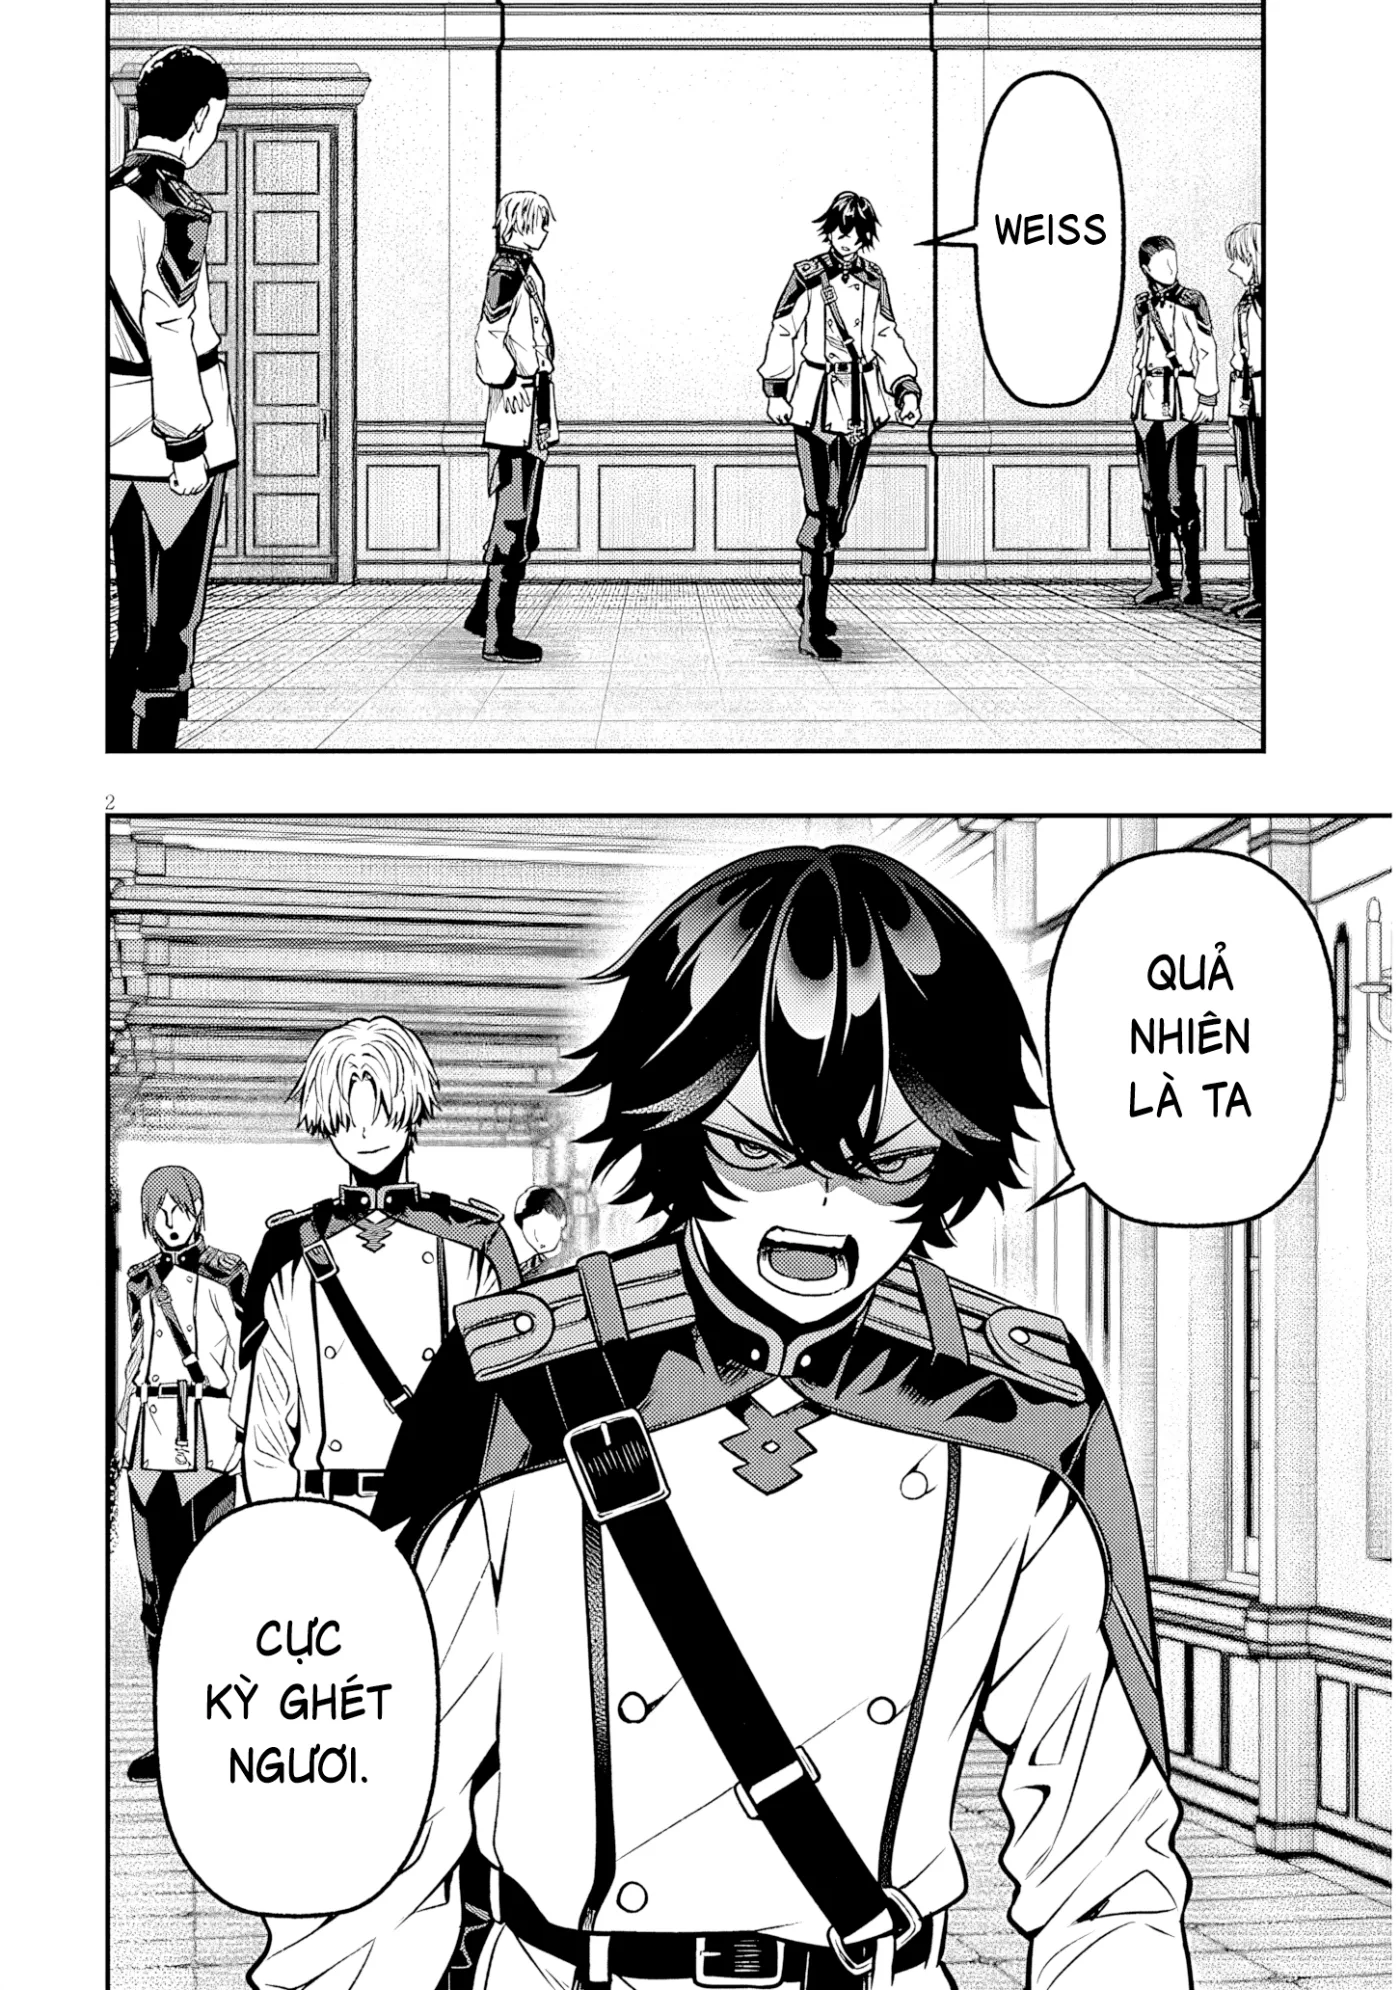 WEISS
2
QUẢ
NHIÊN
LÀ TA
CỰC
KỲ GHÉT
NGƯƠI.